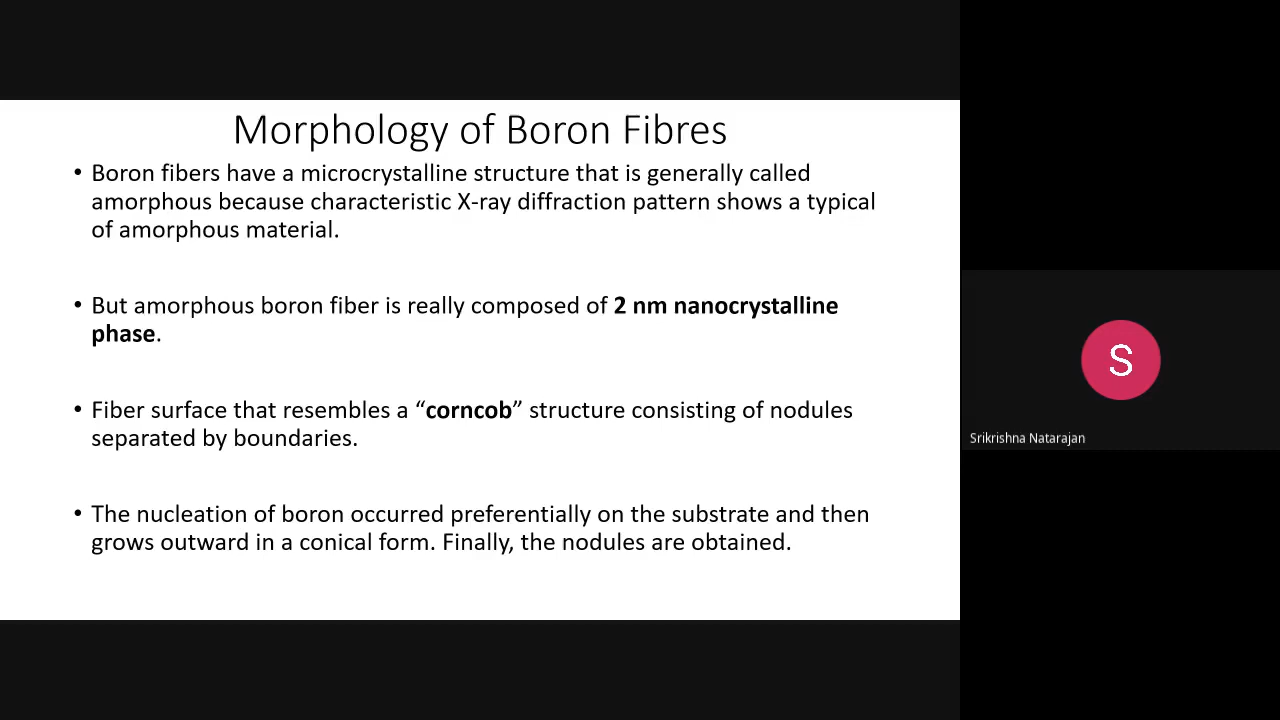 Morphology of Boron Fibres
• Boron fibers have a microcrystalline structure that is generally called
amorphous because characteristic X-ray diffraction pattern shows a typical
of amorphous material.
• But amorphous boron fiber is really composed of 2 nm nanocrystalline
phase.
• Fiber surface that resembles a “corncob” structure consisting of nodules
separated by boundaries.
• The nucleation of boron occurred preferentially on the substrate and then
grows outward in a conical form. Finally, the nodules are obtained.
S
Srikrishna Natarajan